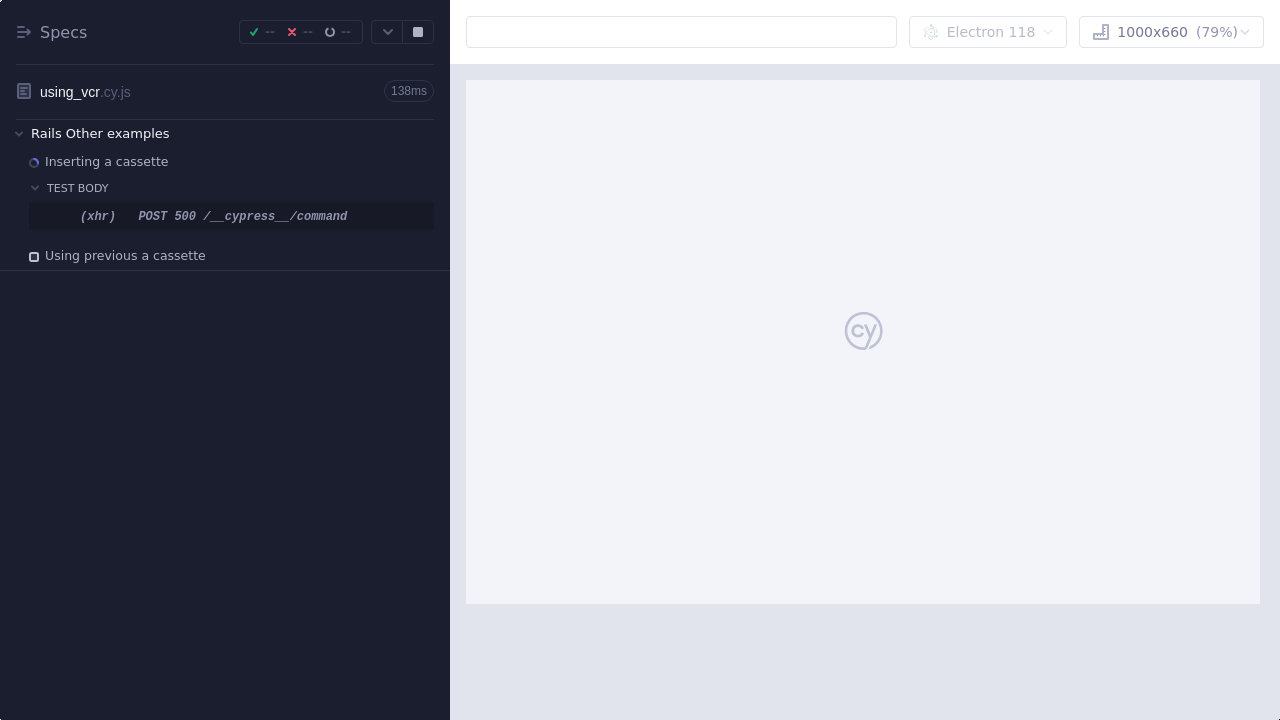 Specs -- -- --
using_vcr.cy.js 138ms
Rails Other examples
Inserting a cassette
TEST BODY
(xhr) POST 500 /__cypress__/command
Using previous a cassette
Electron 118 1000x660 (79%)
cy